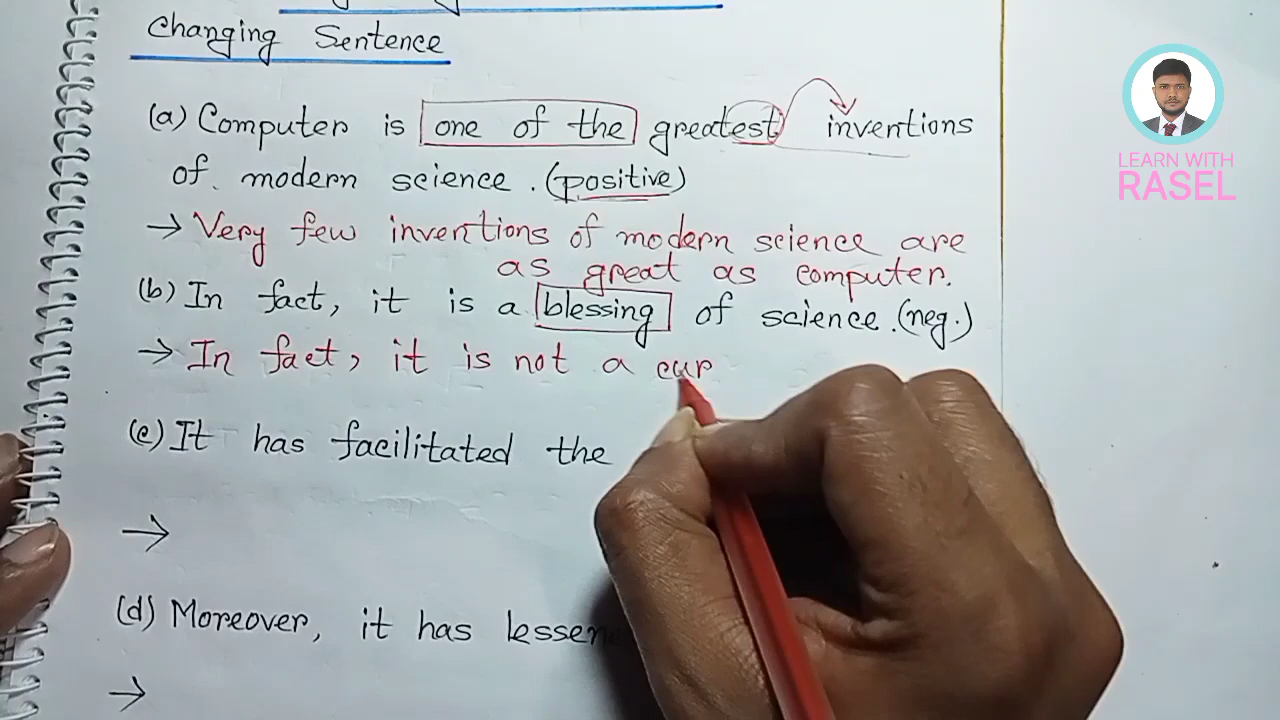 Changing Sentence
(a) Computer is one of the greatest inventions
of modern science. (positive)
→ Very few inventions of modern science are
as great as computer.
(b) In fact, it is a blessing of science. (neg.)
→ In fact, it is not a cur
(c) It has facilitated the
→
(d) Moreover, it has lessen
→
LEARN WITH
RASEL